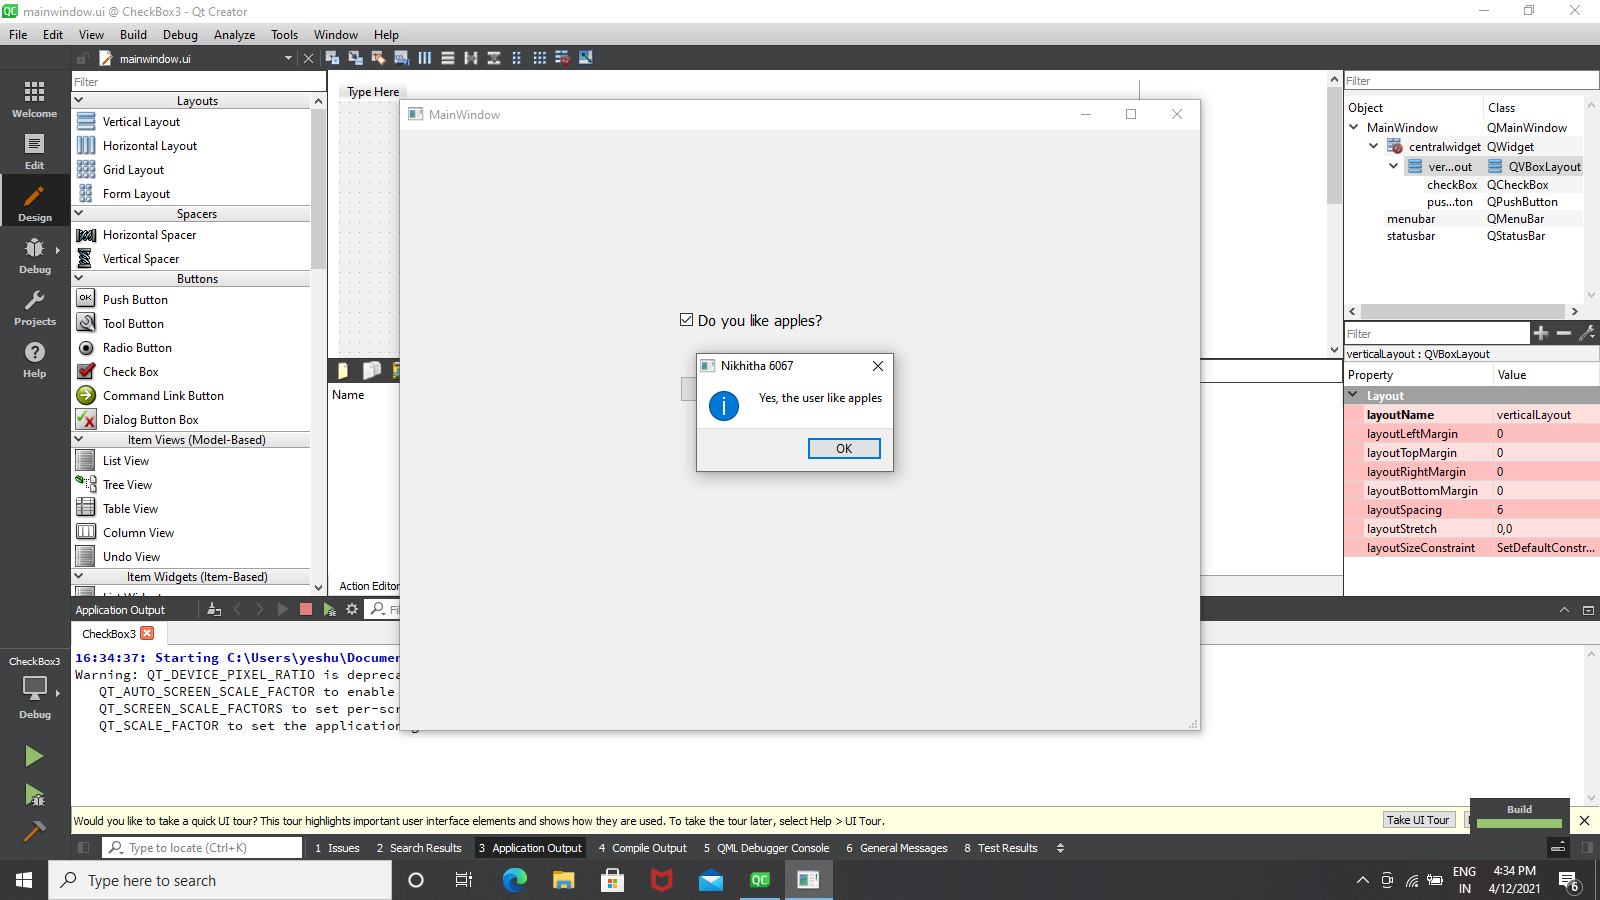 mainwindow.ui @ CheckBox3 - Qt Creator
File Edit View Build Debug Analyze Tools Window Help
mainwindow.ui
Welcome
Edit
Design
Debug
Projects
Help
CheckBox3
Debug
Filter
Layouts
Vertical Layout
Horizontal Layout
Grid Layout
Form Layout
Spacers
Horizontal Spacer
Vertical Spacer
Buttons
Push Button
Tool Button
Radio Button
Check Box
Command Link Button
Dialog Button Box
Item Views (Model-Based)
List View
Tree View
Table View
Column View
Undo View
Item Widgets (Item-Based)
Type Here
Name
Action Editor
MainWindow
Do you like apples?
Nikhitha 6067
Yes, the user like apples
OK
Filter
Object Class
MainWindow QMainWindow
centralwidget QWidget
ver...out QVBoxLayout
checkBox QCheckBox
pus...ton QPushButton
menubar QMenuBar
statusbar QStatusBar
Filter
verticalLayout : QVBoxLayout
Property Value
Layout
layoutName verticalLayout
layoutLeftMargin 0
layoutTopMargin 0
layoutRightMargin 0
layoutBottomMargin 0
layoutSpacing 6
layoutStretch 0,0
layoutSizeConstraint SetDefaultConstr...
Application Output
CheckBox3
16:34:37: Starting C:\Users\yeshu\Documen
Warning: QT_DEVICE_PIXEL_RATIO is depreca
QT_AUTO_SCREEN_SCALE_FACTOR to enable
QT_SCREEN_SCALE_FACTORS to set per-scr
QT_SCALE_FACTOR to set the application
Would you like to take a quick UI tour? This tour highlights important user interface elements and shows how they are used. To take the tour later, select Help > UI Tour.
Take UI Tour
Build
Type to locate (Ctrl+K) 1 Issues 2 Search Results 3 Application Output 4 Compile Output 5 QML Debugger Console 6 General Messages 8 Test Results
Type here to search
ENG
IN
4:34 PM
4/12/2021
6